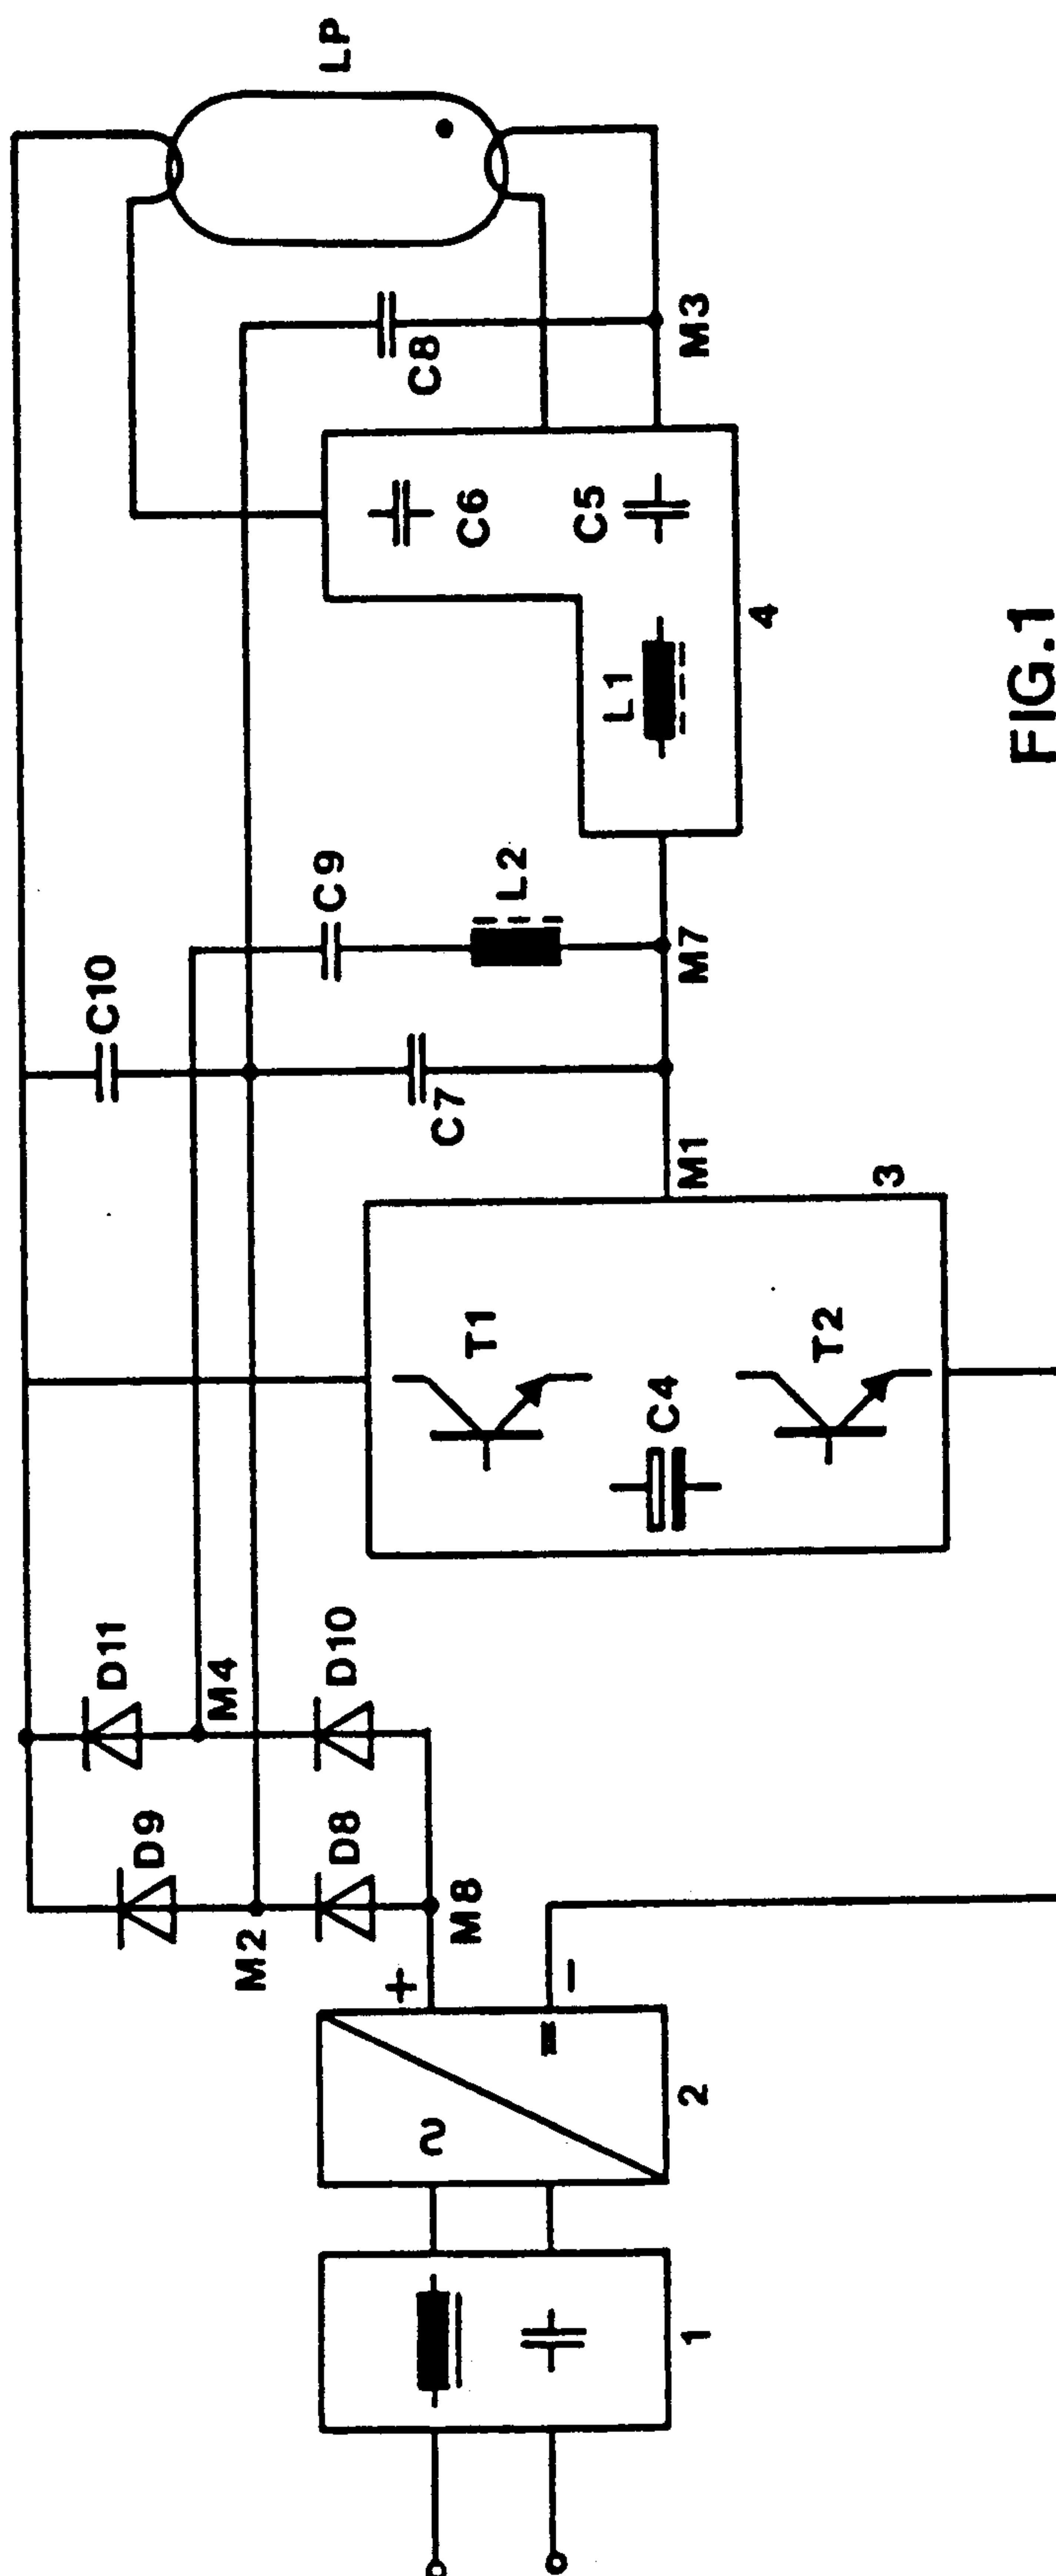 LP
C10
C9
C8
D11
D9
M4
L2
C7
C6
C5
L1
M2
D10
D8
T1
C4
T2
M3
M7
M1
M8
+
−
~
=
1
2
3
4
FIG.1